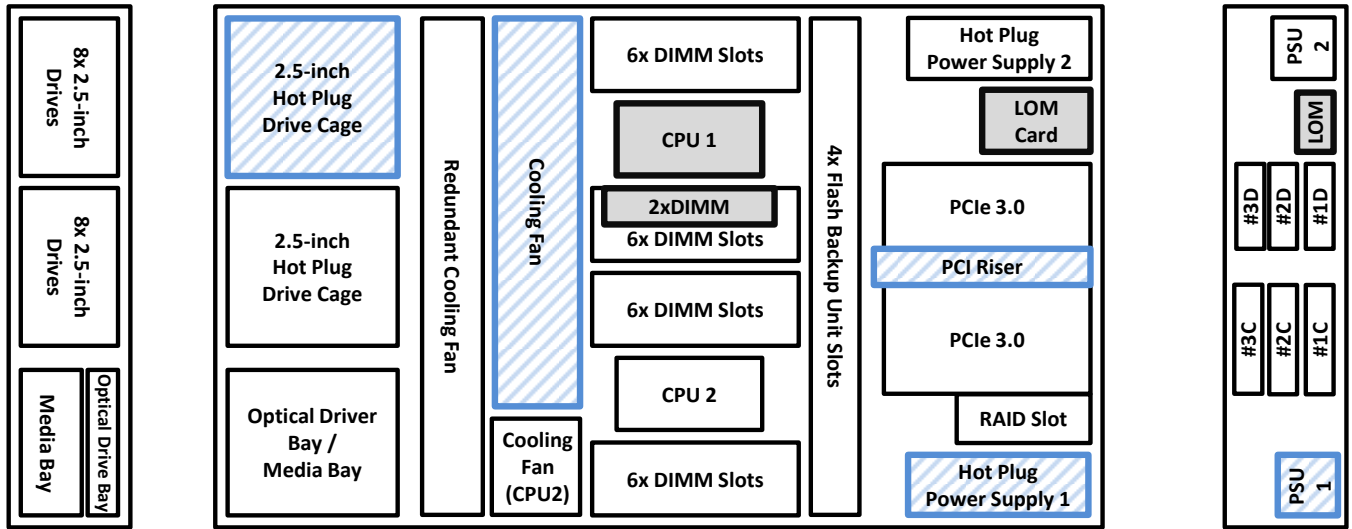 8x 2.5-inch
Drives
8x 2.5-inch
Drives
Media Bay
Optical Drive Bay
2.5-inch
Hot Plug
Drive Cage
2.5-inch
Hot Plug
Drive Cage
Optical Driver
Bay /
Media Bay
Redundant Cooling Fan
Cooling Fan
Cooling
Fan
(CPU2)
6x DIMM Slots
CPU 1
2xDIMM
6x DIMM Slots
6x DIMM Slots
CPU 2
6x DIMM Slots
4x Flash Backup Unit Slots
Hot Plug
Power Supply 2
LOM
Card
PCIe 3.0
PCI Riser
PCIe 3.0
RAID Slot
Hot Plug
Power Supply 1
PSU
2
LOM
#3D
#2D
#1D
#3C
#2C
#1C
PSU
1